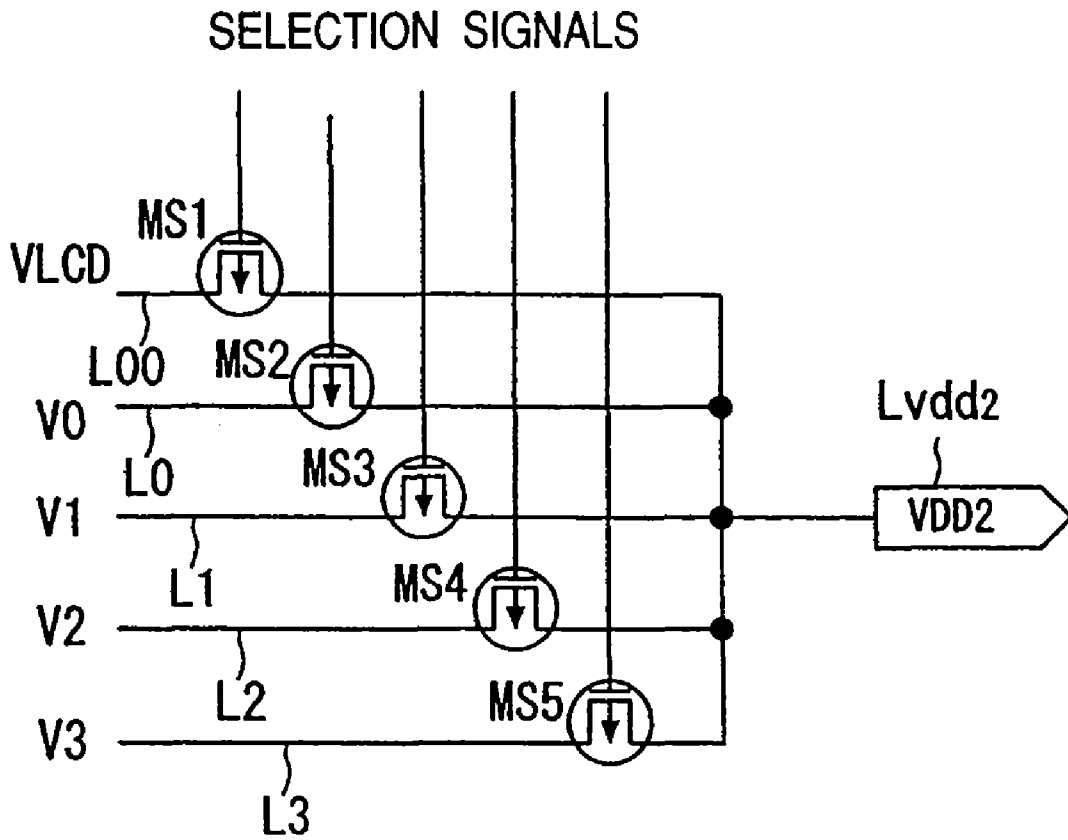 SELECTION SIGNALS
MS1
VLCD
L00
MS2
V0
L0
Lvdd2
MS3
V1
VDD2
L1
MS4
V2
L2
MS5
V3
L3